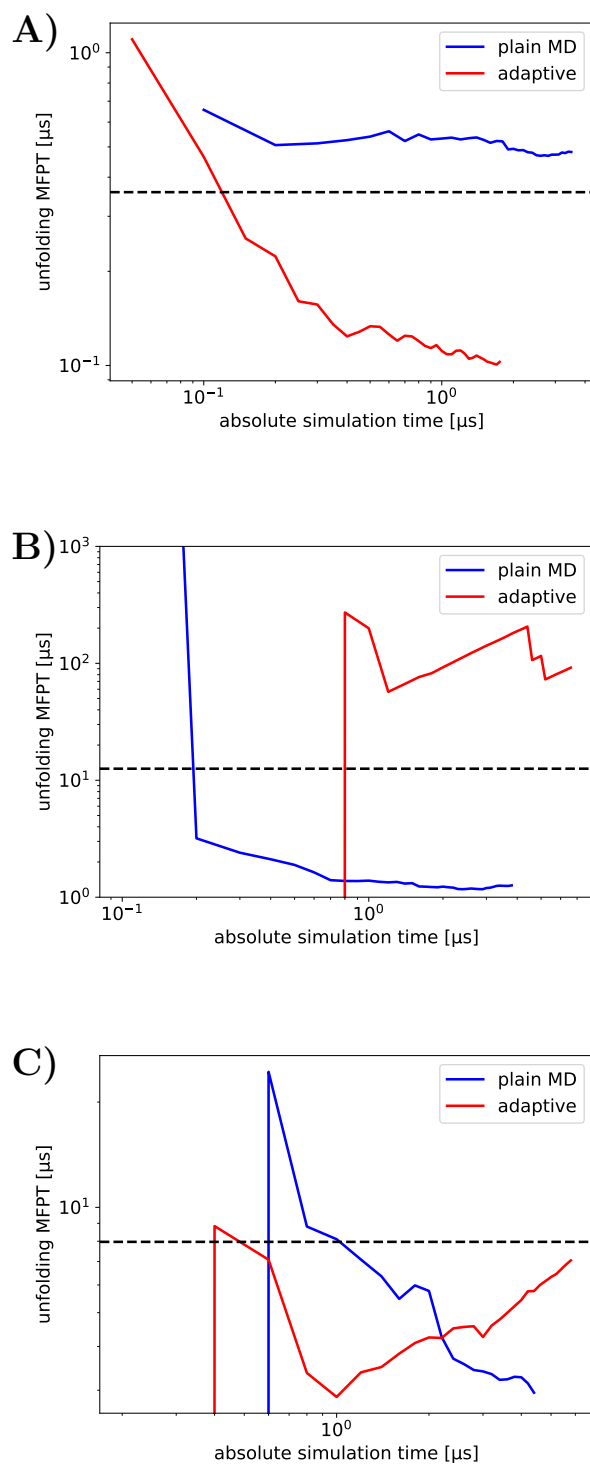 A)
plain MD
adaptive
10⁰
10⁻¹
unfolding MFPT [µs]
10⁻¹
10⁰
absolute simulation time [µs]
B)
plain MD
adaptive
10³
10²
10¹
10⁰
unfolding MFPT [µs]
10⁻¹
10⁰
absolute simulation time [µs]
C)
plain MD
adaptive
10¹
unfolding MFPT [µs]
10⁰
absolute simulation time [µs]